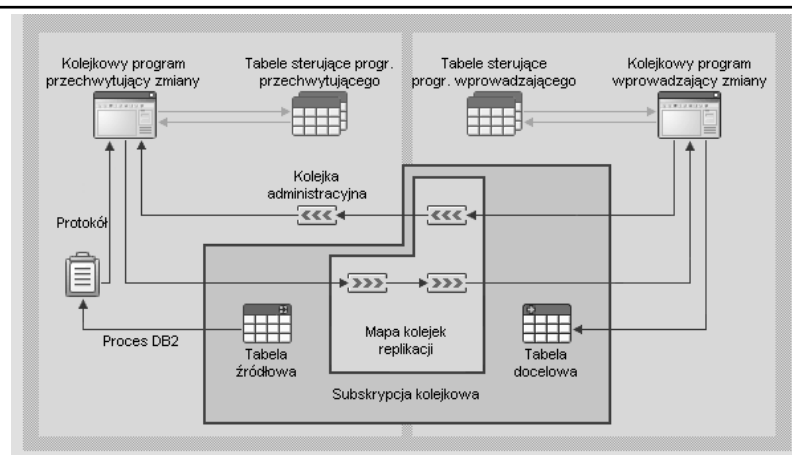 Kolejkowy program
przechwytujący zmiany
Tabele sterujące progr.
przechwytującego
Tabele sterujące
progr. wprowadzającego
Kolejkowy program
wprowadzający zmiany
Kolejka
administracyjna
Protokół
Proces DB2
Tabela
źródłowa
Mapa kolejek
replikacji
Tabela
docelowa
Subskrypcja kolejkowa